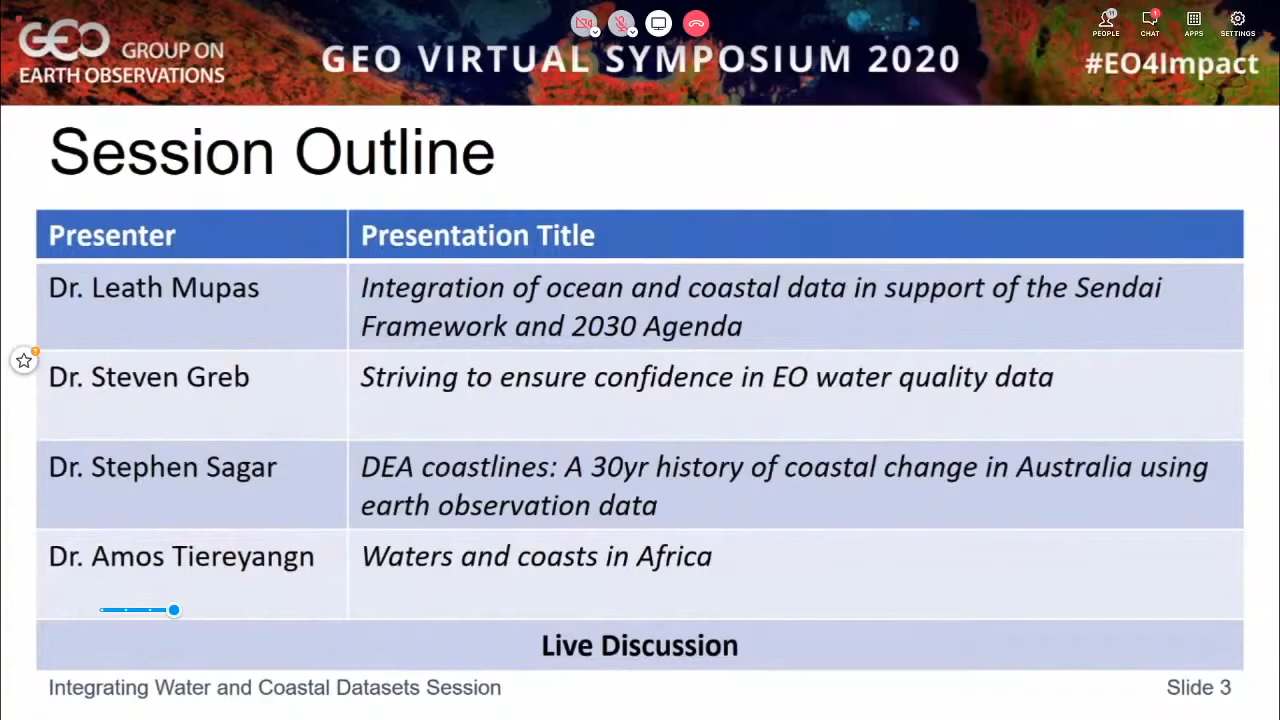 GEO GROUP ON
EARTH OBSERVATIONS
GEO VIRTUAL SYMPOSIUM 2020
11
PEOPLE
1
CHAT
APPS
SETTINGS
#EO4Impact
Session Outline
Presenter
Presentation Title
Dr. Leath Mupas
Integration of ocean and coastal data in support of the Sendai
Framework and 2030 Agenda
?
Dr. Steven Greb
Striving to ensure confidence in EO water quality data
Dr. Stephen Sagar
DEA coastlines: A 30yr history of coastal change in Australia using
earth observation data
Dr. Amos Tiereyangn
Waters and coasts in Africa
Live Discussion
Integrating Water and Coastal Datasets Session
Slide 3